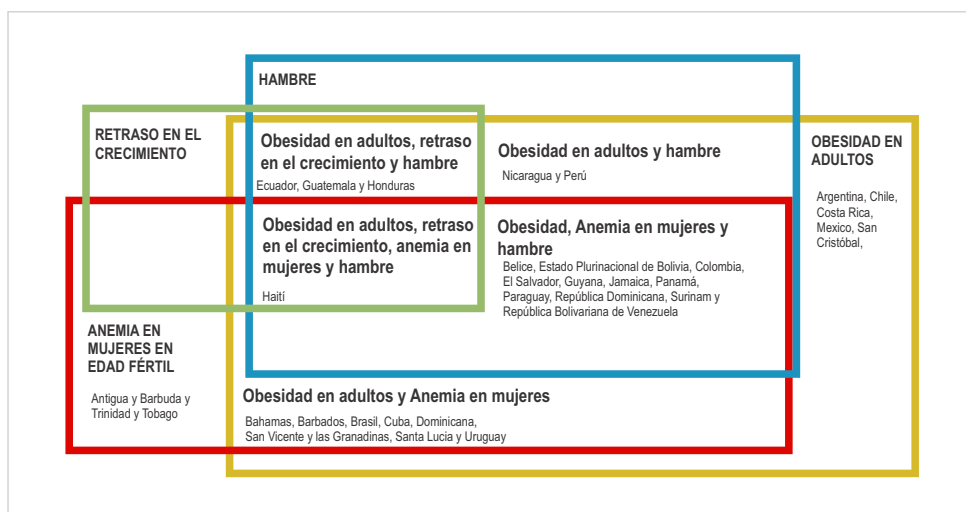 HAMBRE
RETRASO EN EL
CRECIMIENTO
Obesidad en adultos, retraso
en el crecimiento y hambre
Ecuador, Guatemala y Honduras
Obesidad en adultos y hambre
Nicaragua y Perú
OBESIDAD EN
ADULTOS
Argentina, Chile,
Costa Rica,
Mexico, San
Cristóbal,
Obesidad en adultos, retraso
en el crecimiento, anemia en
mujeres y hambre
Haití
Obesidad, Anemia en mujeres y
hambre
Belice, Estado Plurinacional de Bolivia, Colombia,
El Salvador, Guyana, Jamaica, Panamá,
Paraguay, República Dominicana, Surinam y
República Bolivariana de Venezuela
ANEMIA EN
MUJERES EN
EDAD FÉRTIL
Antigua y Barbuda y
Trinidad y Tobago
Obesidad en adultos y Anemia en mujeres
Bahamas, Barbados, Brasil, Cuba, Dominicana,
San Vicente y las Granadinas, Santa Lucia y Uruguay